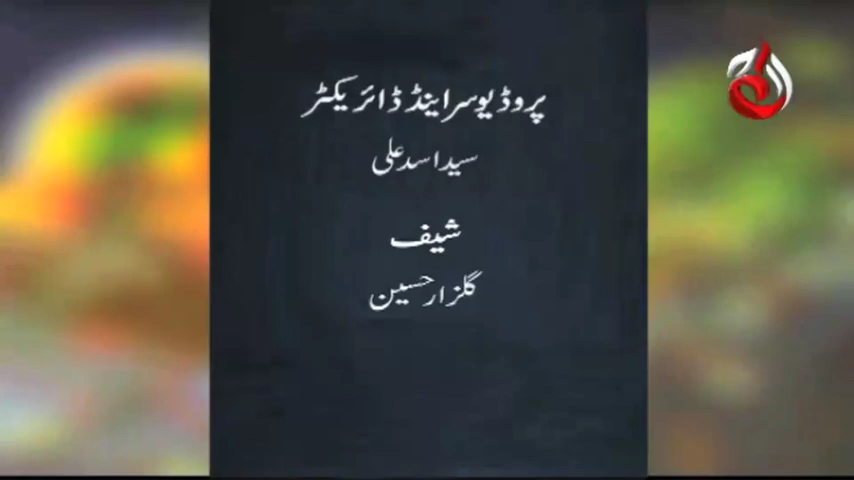 پروڈیوسر اینڈ ڈائریکٹر
سید اسد علی
شیف
گلزار حسین